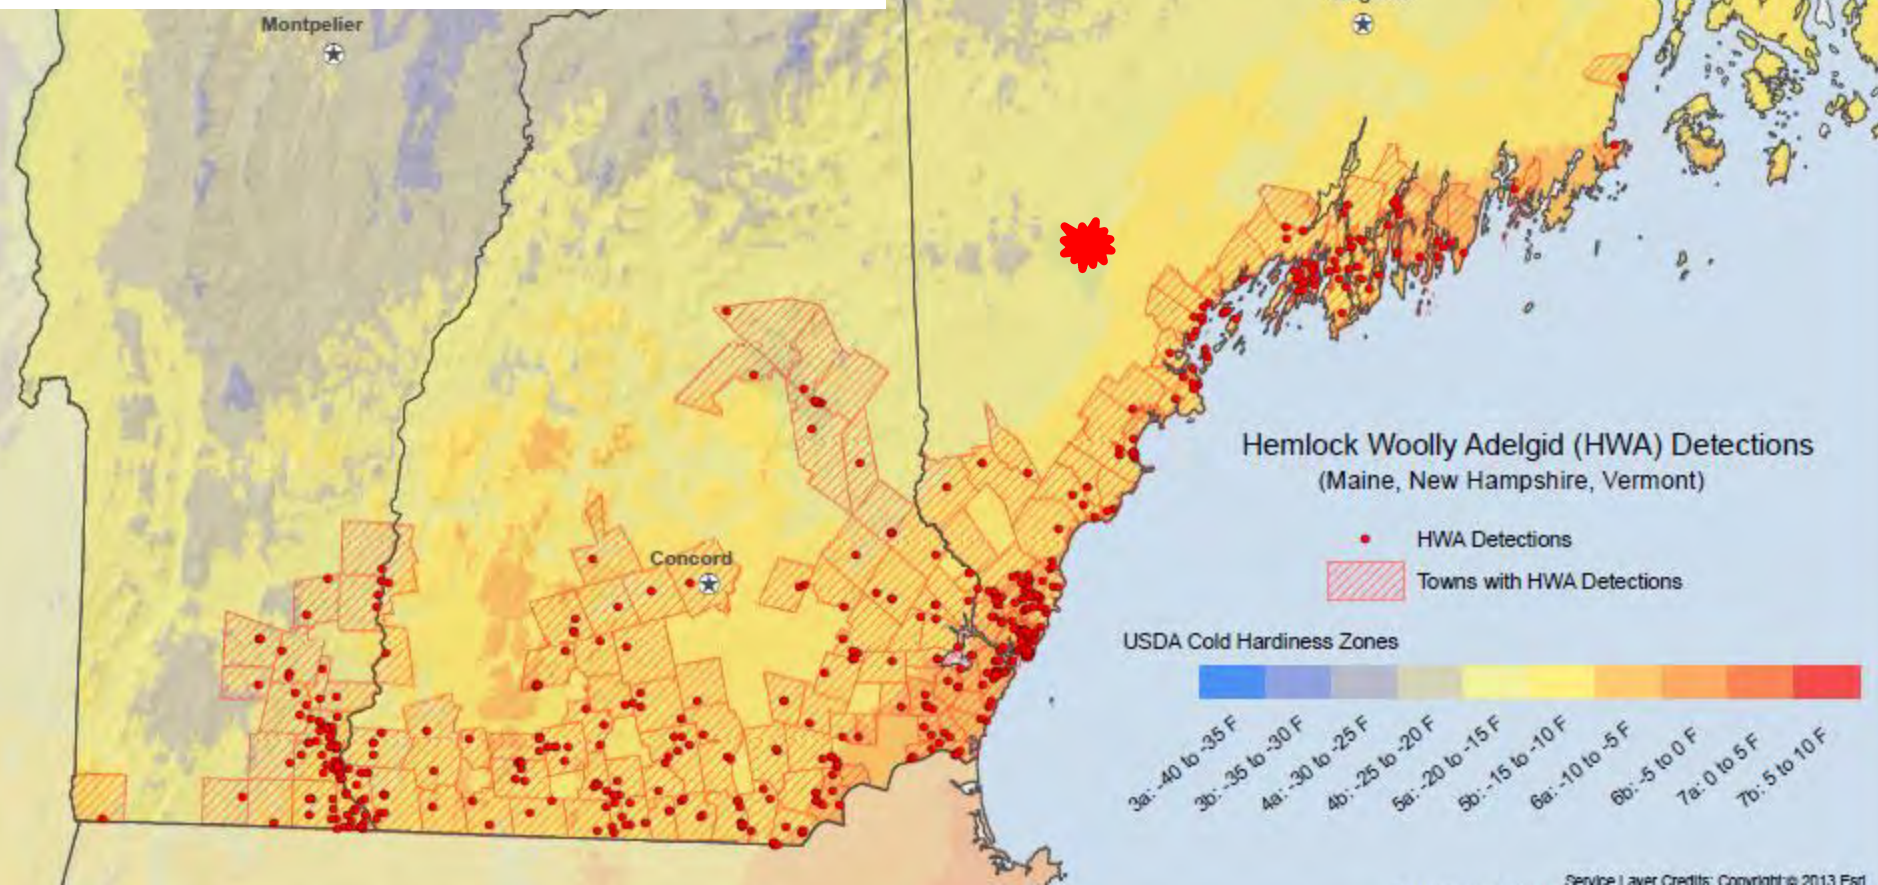 Montpelier
Concord
Hemlock Woolly Adelgid (HWA) Detections
(Maine, New Hampshire, Vermont)
HWA Detections
Towns with HWA Detections
USDA Cold Hardiness Zones
3a: -40 to -35 F
3b: -35 to -30 F
4a: -30 to -25 F
4b: -25 to -20 F
5a: -20 to -15 F
5b: -15 to -10 F
6a: -10 to -5 F
6b: -5 to 0 F
7a: 0 to 5 F
7b: 5 to 10 F
Service Layer Credits: Copyright:© 2013 Esri